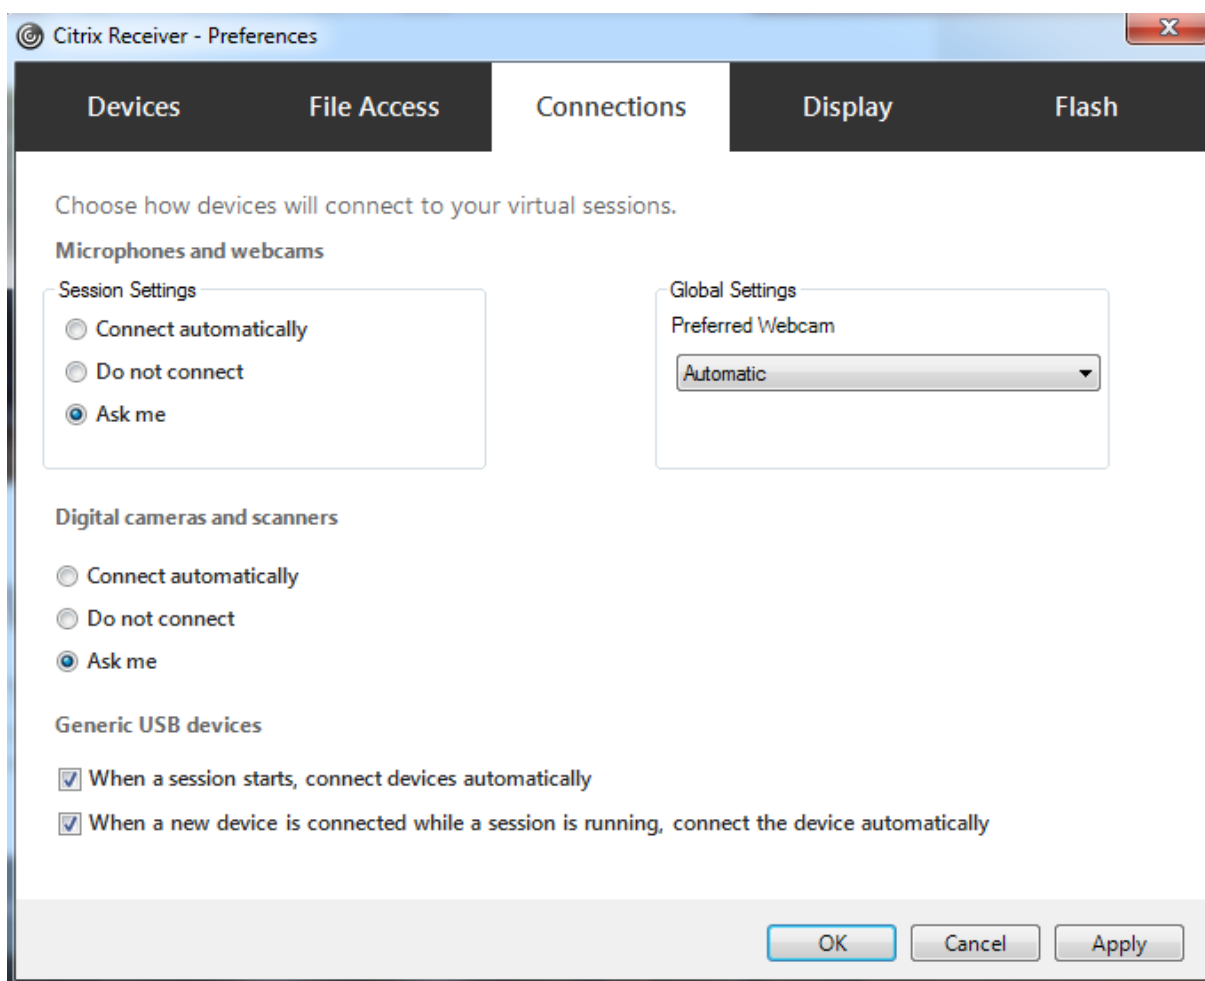 Citrix Receiver - Preferences
x
Devices File Access Connections Display Flash
Choose how devices will connect to your virtual sessions.
Microphones and webcams
Session Settings
Connect automatically
Do not connect
Ask me
Global Settings
Preferred Webcam
Automatic
Digital cameras and scanners
Connect automatically
Do not connect
Ask me
Generic USB devices
When a session starts, connect devices automatically
When a new device is connected while a session is running, connect the device automatically
OK Cancel Apply